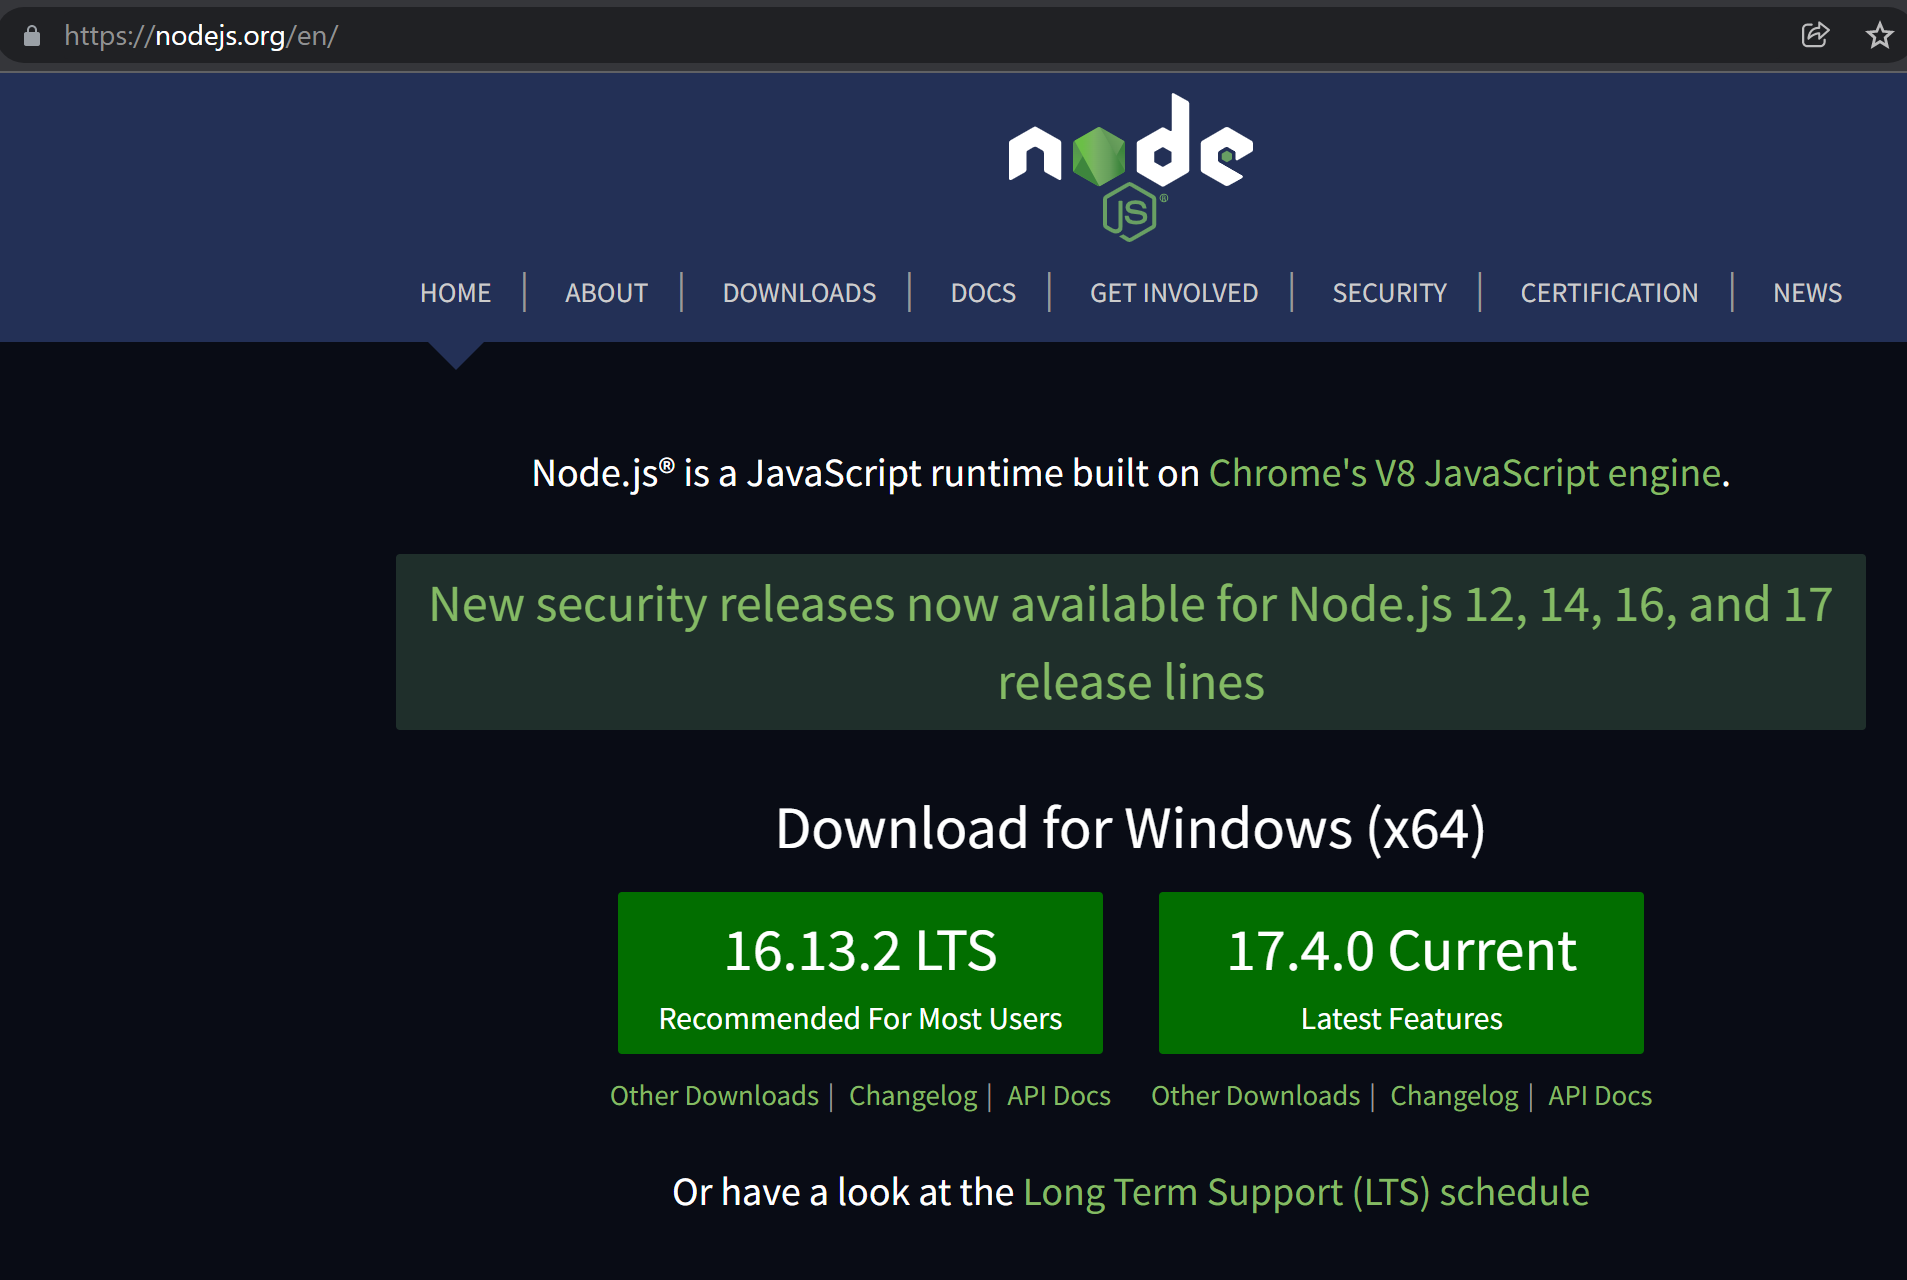 https://nodejs.org/en/
node
JS®
HOME | ABOUT | DOWNLOADS | DOCS | GET INVOLVED | SECURITY | CERTIFICATION | NEWS
Node.js® is a JavaScript runtime built on Chrome's V8 JavaScript engine.
New security releases now available for Node.js 12, 14, 16, and 17
release lines
Download for Windows (x64)
16.13.2 LTS
Recommended For Most Users
17.4.0 Current
Latest Features
Other Downloads | Changelog | API Docs
Other Downloads | Changelog | API Docs
Or have a look at the Long Term Support (LTS) schedule